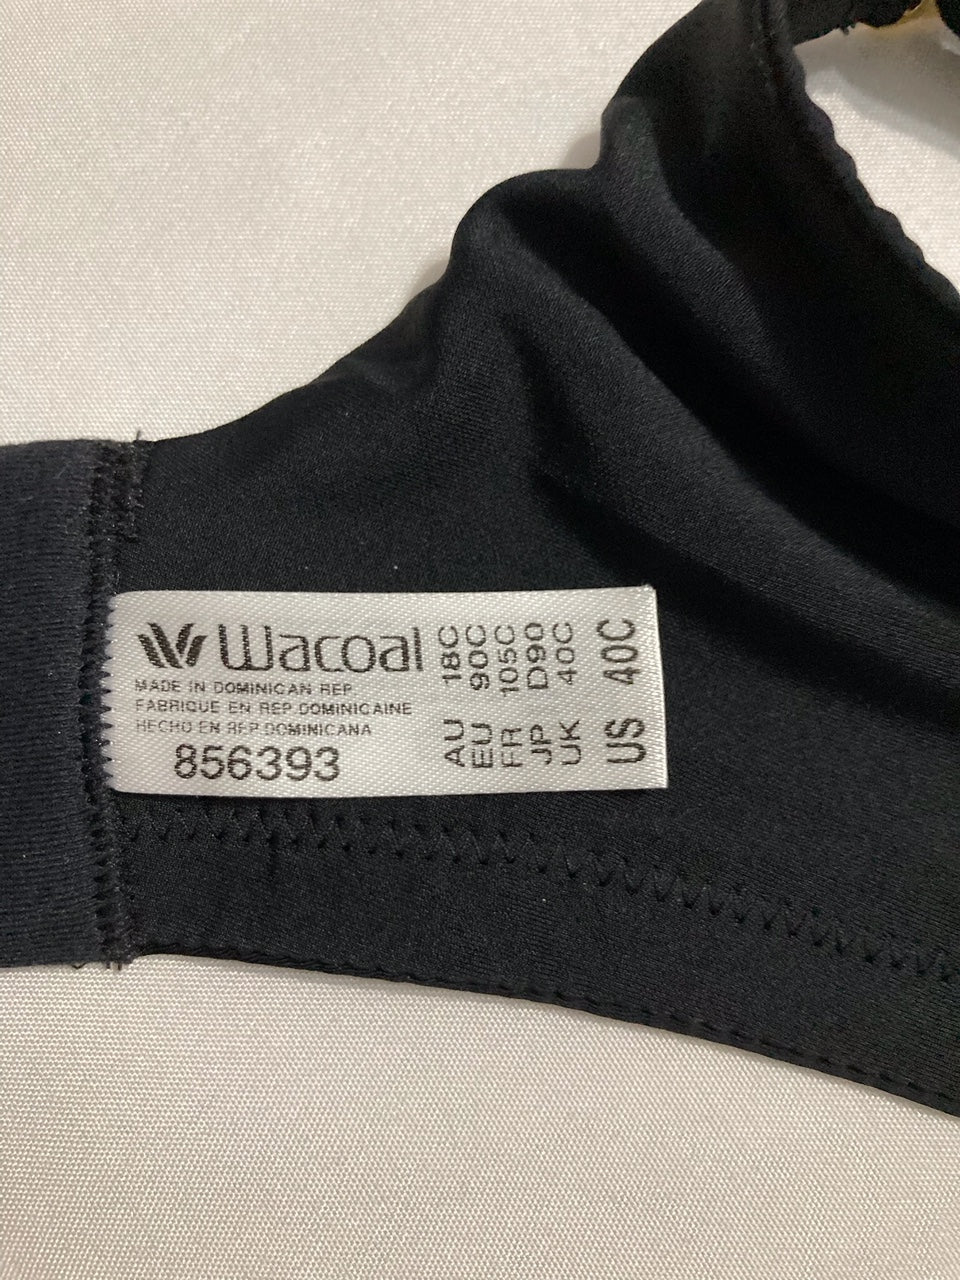 Wacoal
MADE IN DOMINICAN REP
FABRIQUE EN REP DOMINICAINE
HECHO EN REP DOMINICANA
856393
AU 18C
EU 90C
FR 105C
JP D90
UK 40C
US 40C